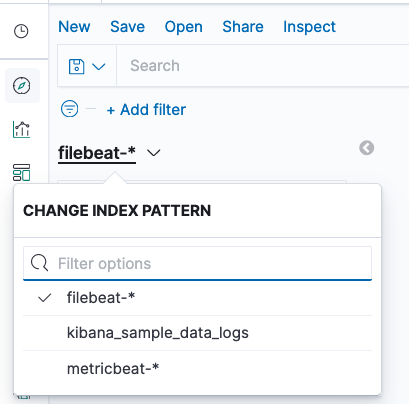 New Save Open Share Inspect
Search
+ Add filter
filebeat-*
CHANGE INDEX PATTERN
Filter options
filebeat-*
kibana_sample_data_logs
metricbeat-*